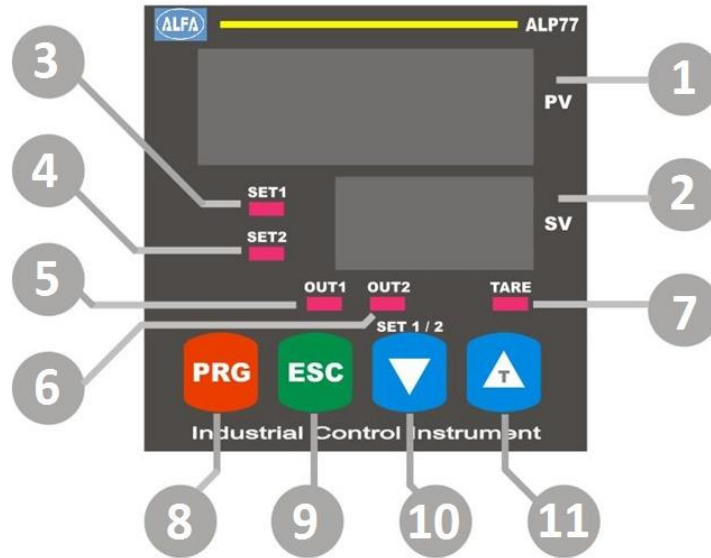 ALFA ALP77
3
1
PV
4
SET1
2
SV
SET2
5
OUT1 OUT2 TARE
7
6
SET 1 / 2
PRG ESC T
Industrial Control Instrument
8 9 10 11